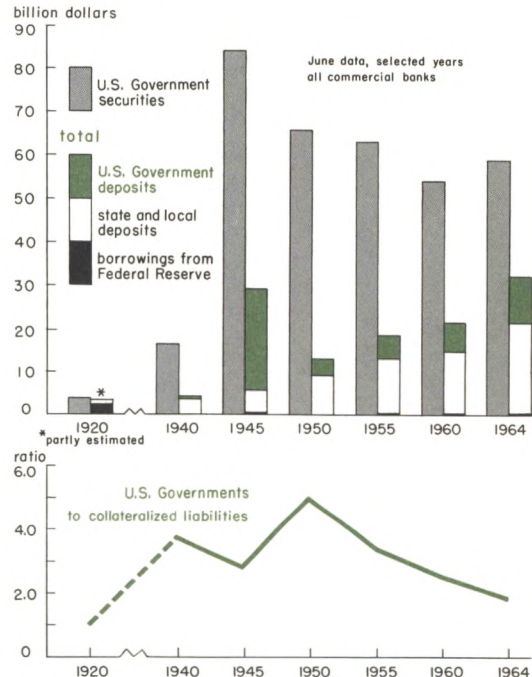 billion dollars
90
80
70
60
50
40
30
20
10
0
June data, selected years
all commercial banks
U.S. Government
securities
total
U.S. Government
deposits
state and local
deposits
borrowings from
Federal Reserve
*
1920 1940 1945 1950 1955 1960 1964
*partly estimated
ratio
6.0
4.0
2.0
0
U.S. Governments
to collateralized liabilities
1920 1940 1945 1950 1955 1960 1964